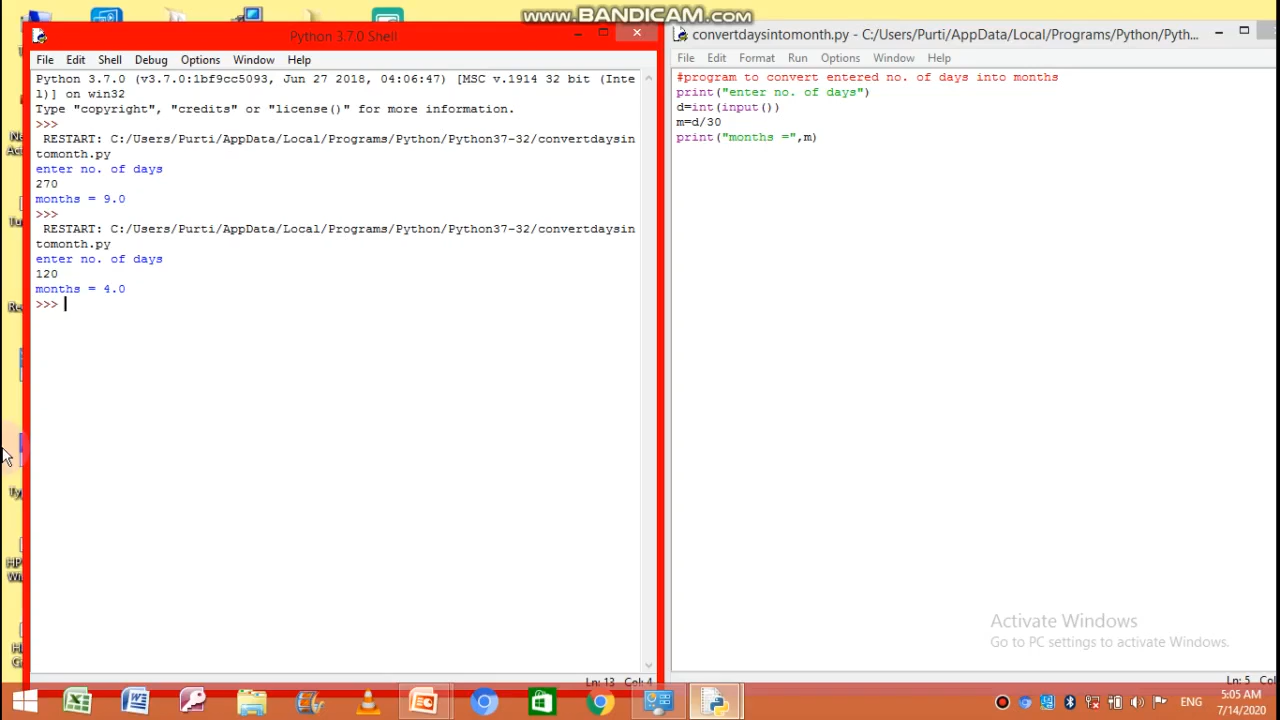 www.BANDICAM.com
Python 3.7.0 Shell
File Edit Shell Debug Options Window Help
Python 3.7.0 (v3.7.0:1bf9cc5093, Jun 27 2018, 04:06:47) [MSC v.1914 32 bit (Inte
l)] on win32
Type "copyright", "credits" or "license()" for more information.
>>>
RESTART: C:/Users/Purti/AppData/Local/Programs/Python/Python37-32/convertdaysin
tomonth.py
enter no. of days
270
months = 9.0
>>>
RESTART: C:/Users/Purti/AppData/Local/Programs/Python/Python37-32/convertdaysin
tomonth.py
enter no. of days
120
months = 4.0
>>>
Ln: 13 Col: 4
convertdaysintomonth.py - C:/Users/Purti/AppData/Local/Programs/Python/Pyth...
File Edit Format Run Options Window Help
#program to convert entered no. of days into months
print("enter no. of days")
d=int(input())
m=d/30
print("months =",m)
Activate Windows
Go to PC settings to activate Windows.
Ln: 5
ENG
5:05 AM
7/14/2020